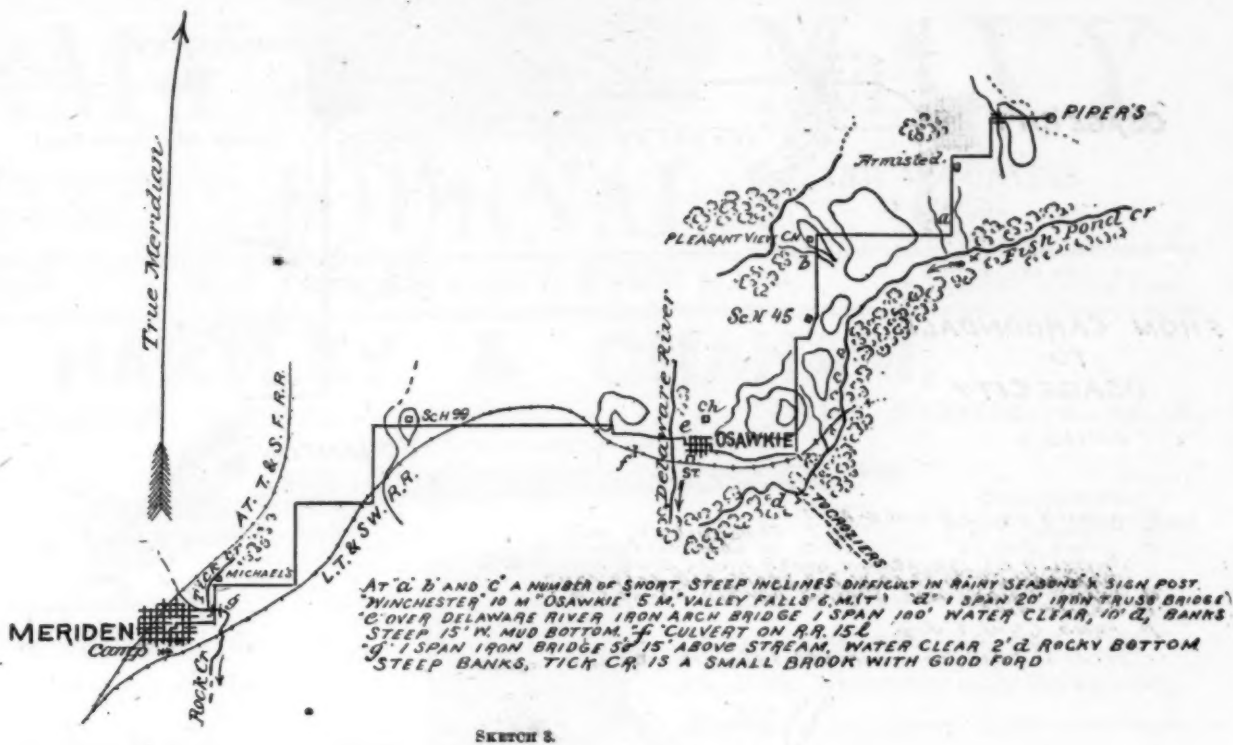 PIPER'S
Armisted.
a
PLEASANT VIEW CH
b
Fish Pond cr
Sc.H 45
True Meridian
Delaware River
AT. T. & S. F. R.R.
Sc H 99
ch
e
OSAWKIE
ST.
L.T. & S.W. R.R.
d
TO CHALLIERS
Tick cr
MICHAEL'S
g
MERIDEN
Camp
Rock Cr.
AT "a" "b" AND "c" A NUMBER OF SHORT STEEP INCLINES DIFFICULT IN RAINY SEASONS X SIGN POST.
"WINCHESTER" 10 M "OSAWKIE" 5 M. "VALLEY FALLS" 6 M. "d" SPAN 20' IRON TRUSS BRIDGE
"e" OVER DELAWARE RIVER IRON ARCH BRIDGE 1 SPAN 100' WATER CLEAR, 10' d, BANKS
STEEP 15' W. MUD BOTTOM, "f" CULVERT ON R.R. 15 l
"g" 1 SPAN IRON BRIDGE 50' 15' ABOVE STREAM, WATER CLEAR 2' d ROCKY BOTTOM
STEEP BANKS, TICK CR. IS A SMALL BROOK WITH GOOD FORD
SKETCH 3.